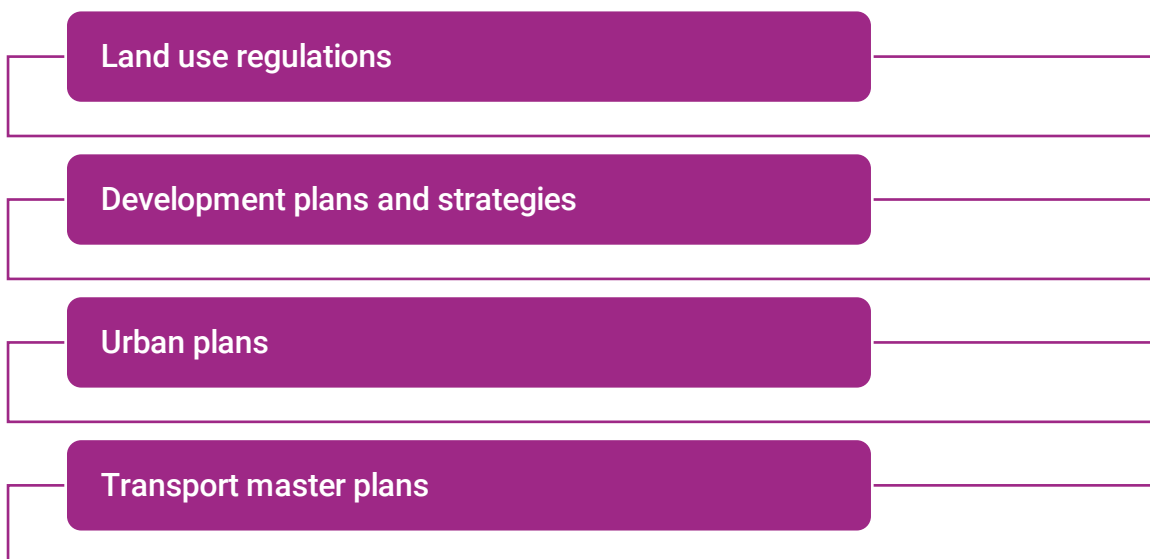 Land use regulations
Development plans and strategies
Urban plans
Transport master plans